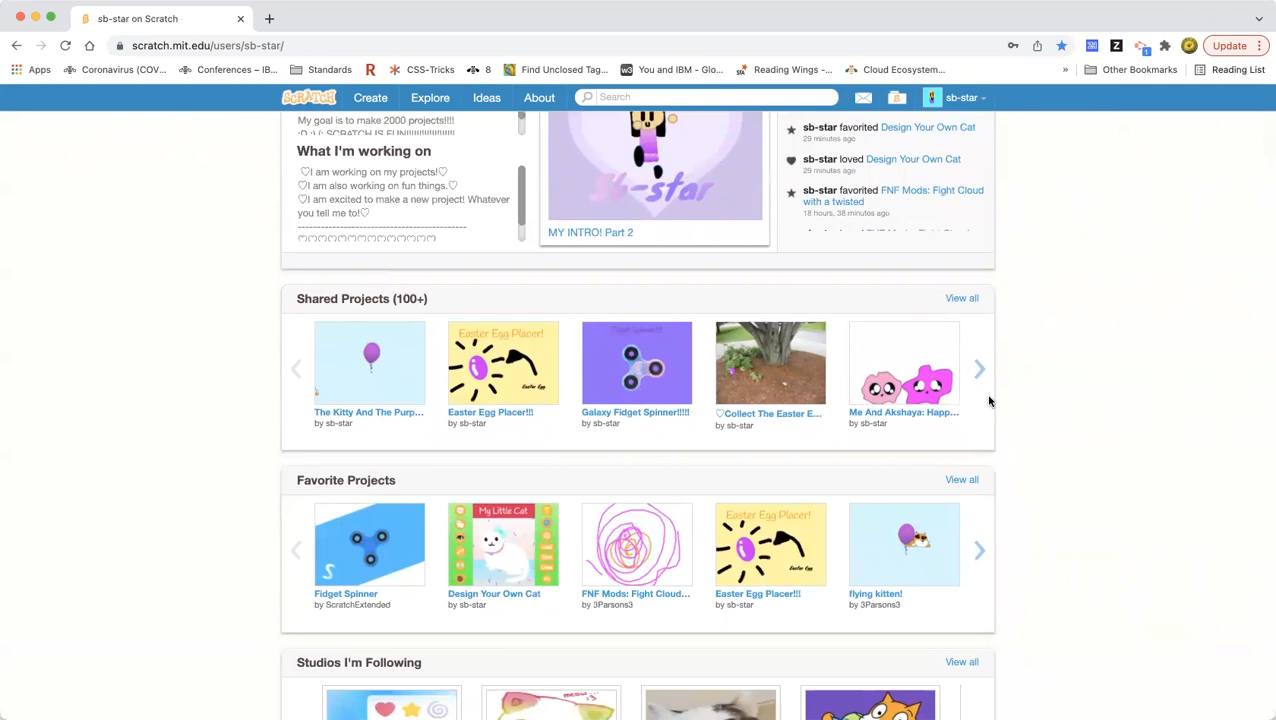 sb-star on Scratch
scratch.mit.edu/users/sb-star/
Update
Apps
Coronavirus (COV...
Conferences – IB...
Standards
CSS-Tricks
8
Find Unclosed Tag...
You and IBM - Glo...
Reading Wings -...
Cloud Ecosystem...
»
Other Bookmarks
Reading List
SCRATCH
Create
Explore
Ideas
About
Search
sb-star
My goal is to make 2000 projects!!!!
:D :) (: SCRATCH IS FUN!!!!!!!!!!!!!!!!!!!!!!!
What I'm working on
♡I am working on my projects!♡
♡I am also working on fun things.♡
♡I am excited to make a new project! Whatever
you tell me to!♡
Sb-star
MY INTRO! Part 2
sb-star favorited Design Your Own Cat
29 minutes ago
sb-star loved Design Your Own Cat
29 minutes ago
sb-star favorited FNF Mods: Fight Cloud
with a twisted
18 hours, 38 minutes ago
Shared Projects (100+)
View all
Easter Egg Placer!
Easter Egg
The Kitty And The Purp...
by sb-star
Easter Egg Placer!!!
by sb-star
Galaxy Fidget Spinner!!!!!
by sb-star
♡Collect The Easter E...
by sb-star
Me And Akshaya: Happ...
by sb-star
Favorite Projects
View all
S
My Little Cat
Easter Egg Placer!
Easter Egg
Fidget Spinner
by ScratchExtended
Design Your Own Cat
by sb-star
FNF Mods: Fight Cloud...
by 3Parsons3
Easter Egg Placer!!!
by sb-star
flying kitten!
by 3Parsons3
Studios I'm Following
View all